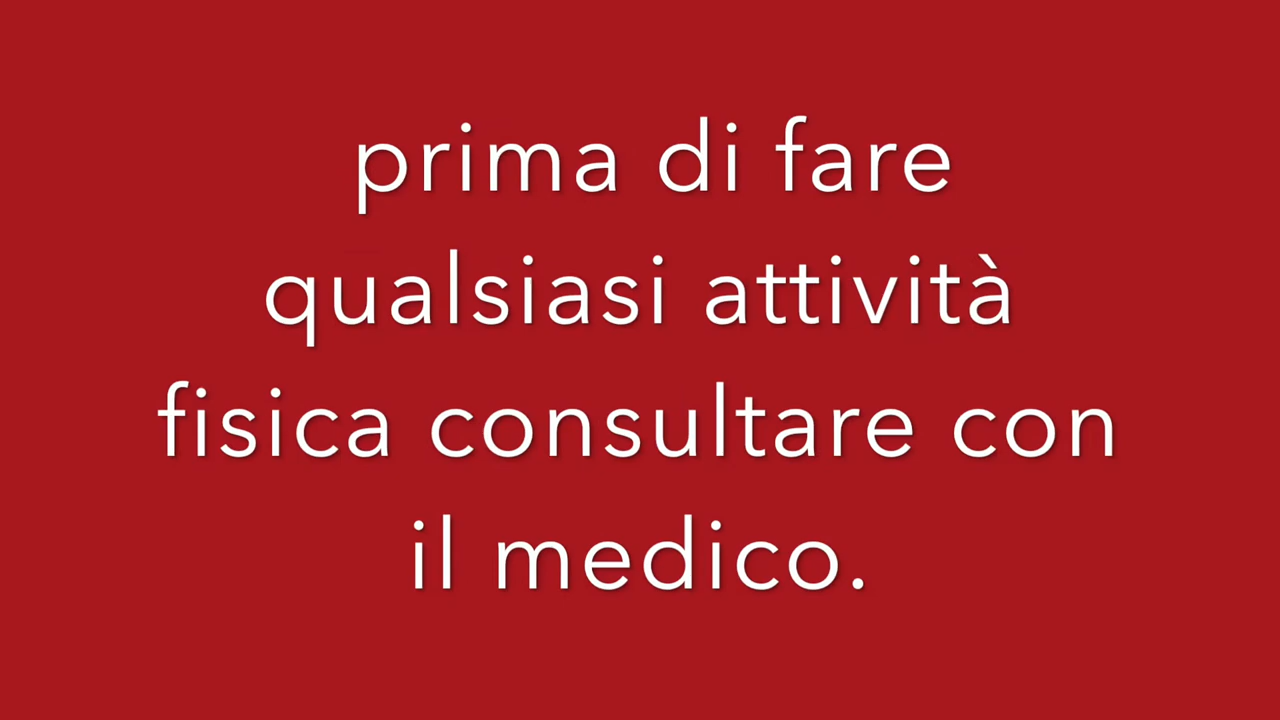 prima di fare
qualsiasi attività
fisica consultare con
il medico.